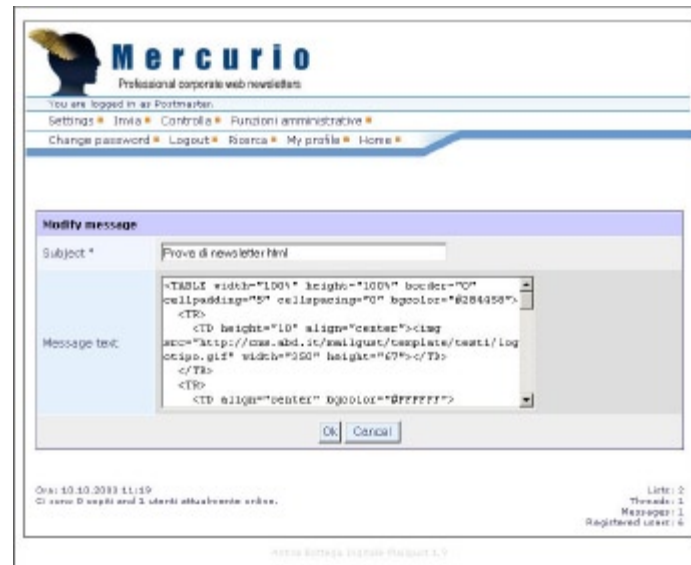 Mercurio
Professional corporate web newsletters
You are logged in as Postmaster.
Settings Invia Controlla Funzioni amministrative
Change password Logout Ricerca My profile Home
Modify message
Subject *
Prova di newsletter html
Message text
<TABLE width="100%" height="100%" border="0"
cellpadding="5" cellspacing="0" bgcolor="#284458">
<TR>
<TD height="10" align="center"><img
src="http://cms.abd.it/mailgust/template/testi/log
otipo.gif" width="350" height="67"></TD>
</TR>
<TR>
<TD align="center" bgcolor="#FFFFFF">
Ok Cancel
Ora: 10.10.2003 11:19
Ci sono 0 ospiti and 1 utenti attualmente online.
Lists: 2
Threads: 1
Messages: 1
Registered users: 6